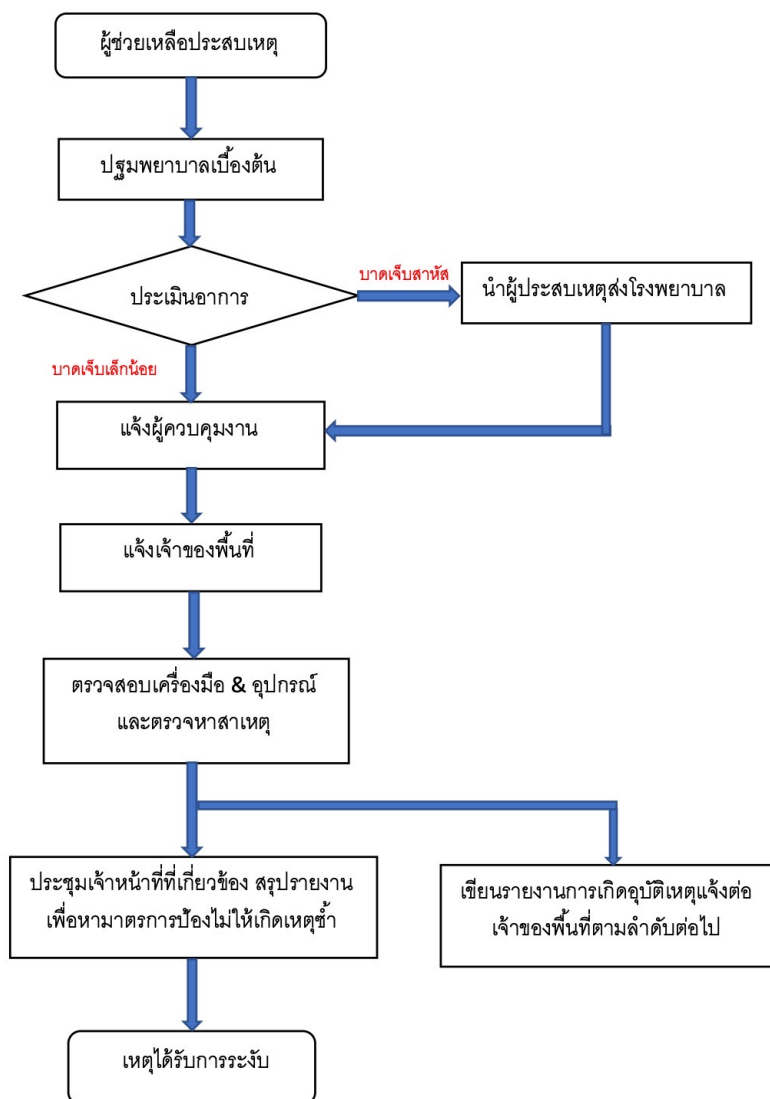 ผู้ช่วยเหลือประสบเหตุ
ปฐมพยาบาลเบื้องต้น
ประเมินอาการ
บาดเจ็บสาหัส
นำผู้ประสบเหตุส่งโรงพยาบาล
บาดเจ็บเล็กน้อย
แจ้งผู้ควบคุมงาน
แจ้งเจ้าของพื้นที่
ตรวจสอบเครื่องมือ & อุปกรณ์
และตรวจหาสาเหตุ
ประชุมเจ้าหน้าที่ที่เกี่ยวข้อง สรุปรายงาน
เพื่อหามาตรการป้องไม่ให้เกิดเหตุซ้ำ
เขียนรายงานการเกิดอุบัติเหตุแจ้งต่อ
เจ้าของพื้นที่ตามลำดับต่อไป
เหตุได้รับการระงับ